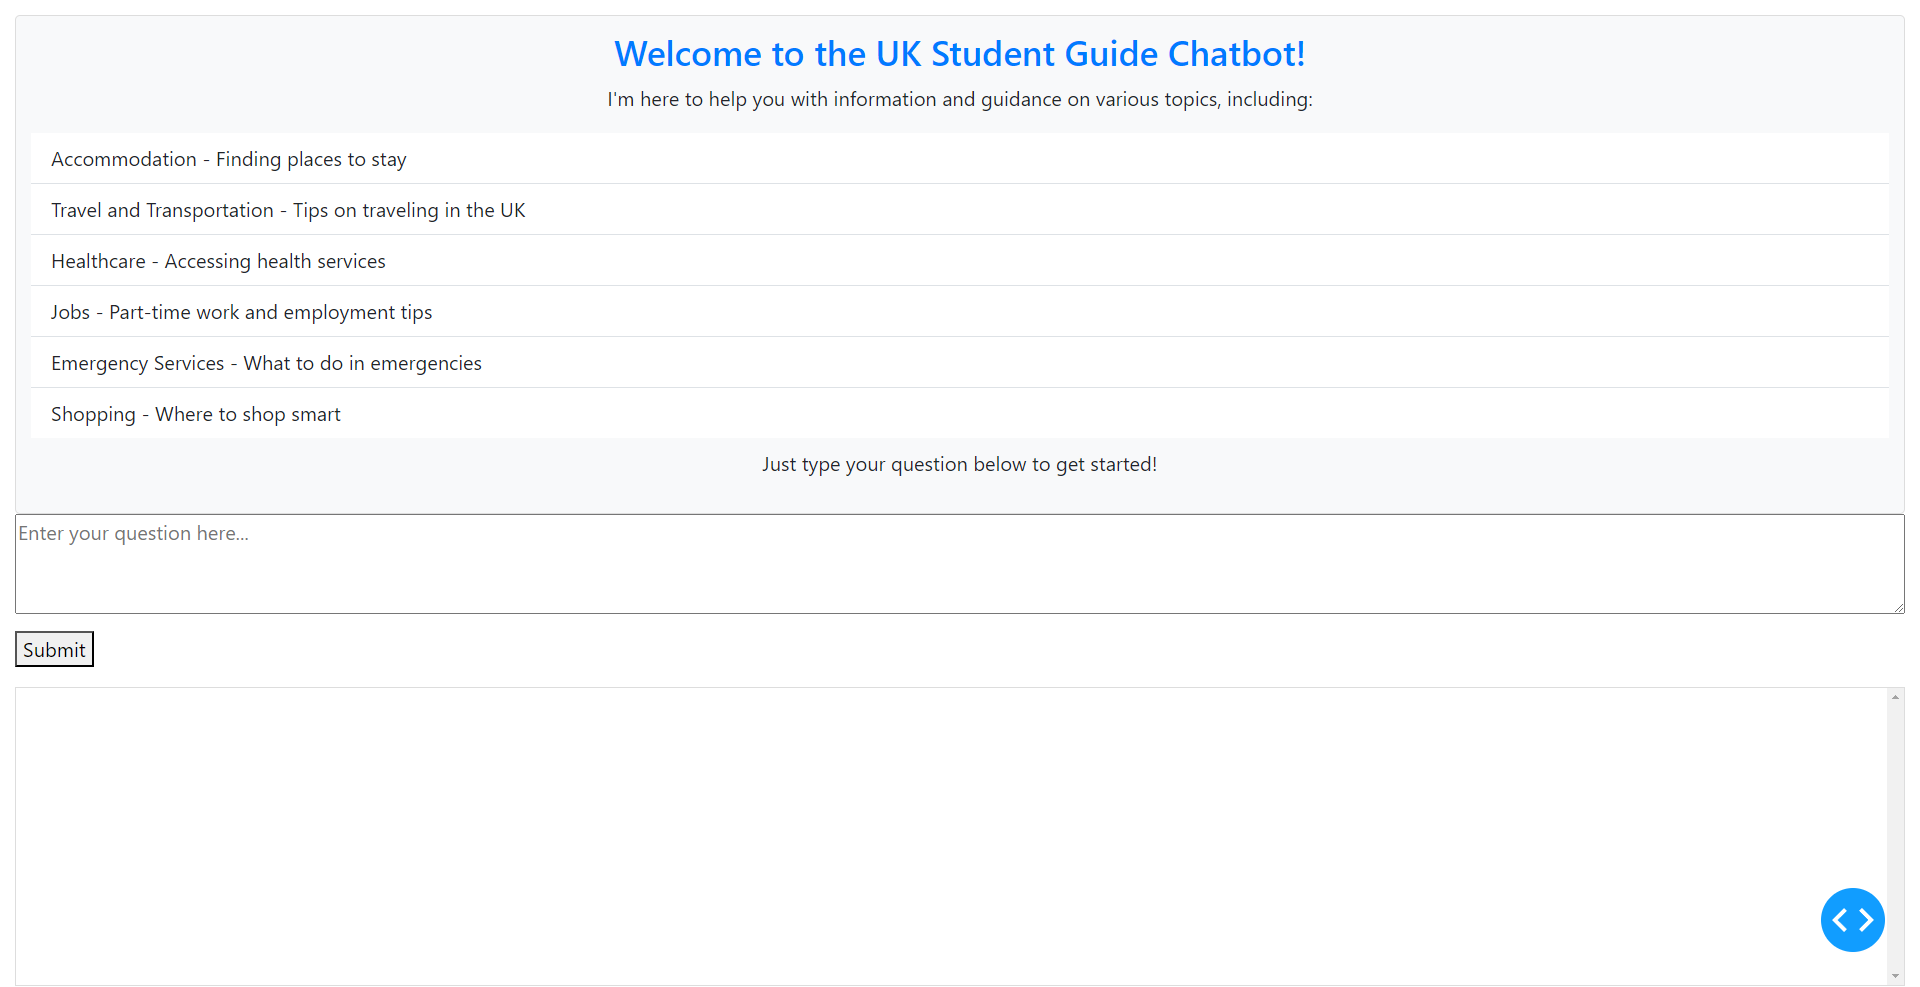 Welcome to the UK Student Guide Chatbot!
I'm here to help you with information and guidance on various topics, including:
Accommodation - Finding places to stay
Travel and Transportation - Tips on traveling in the UK
Healthcare - Accessing health services
Jobs - Part-time work and employment tips
Emergency Services - What to do in emergencies
Shopping - Where to shop smart
Just type your question below to get started!
Enter your question here...
Submit